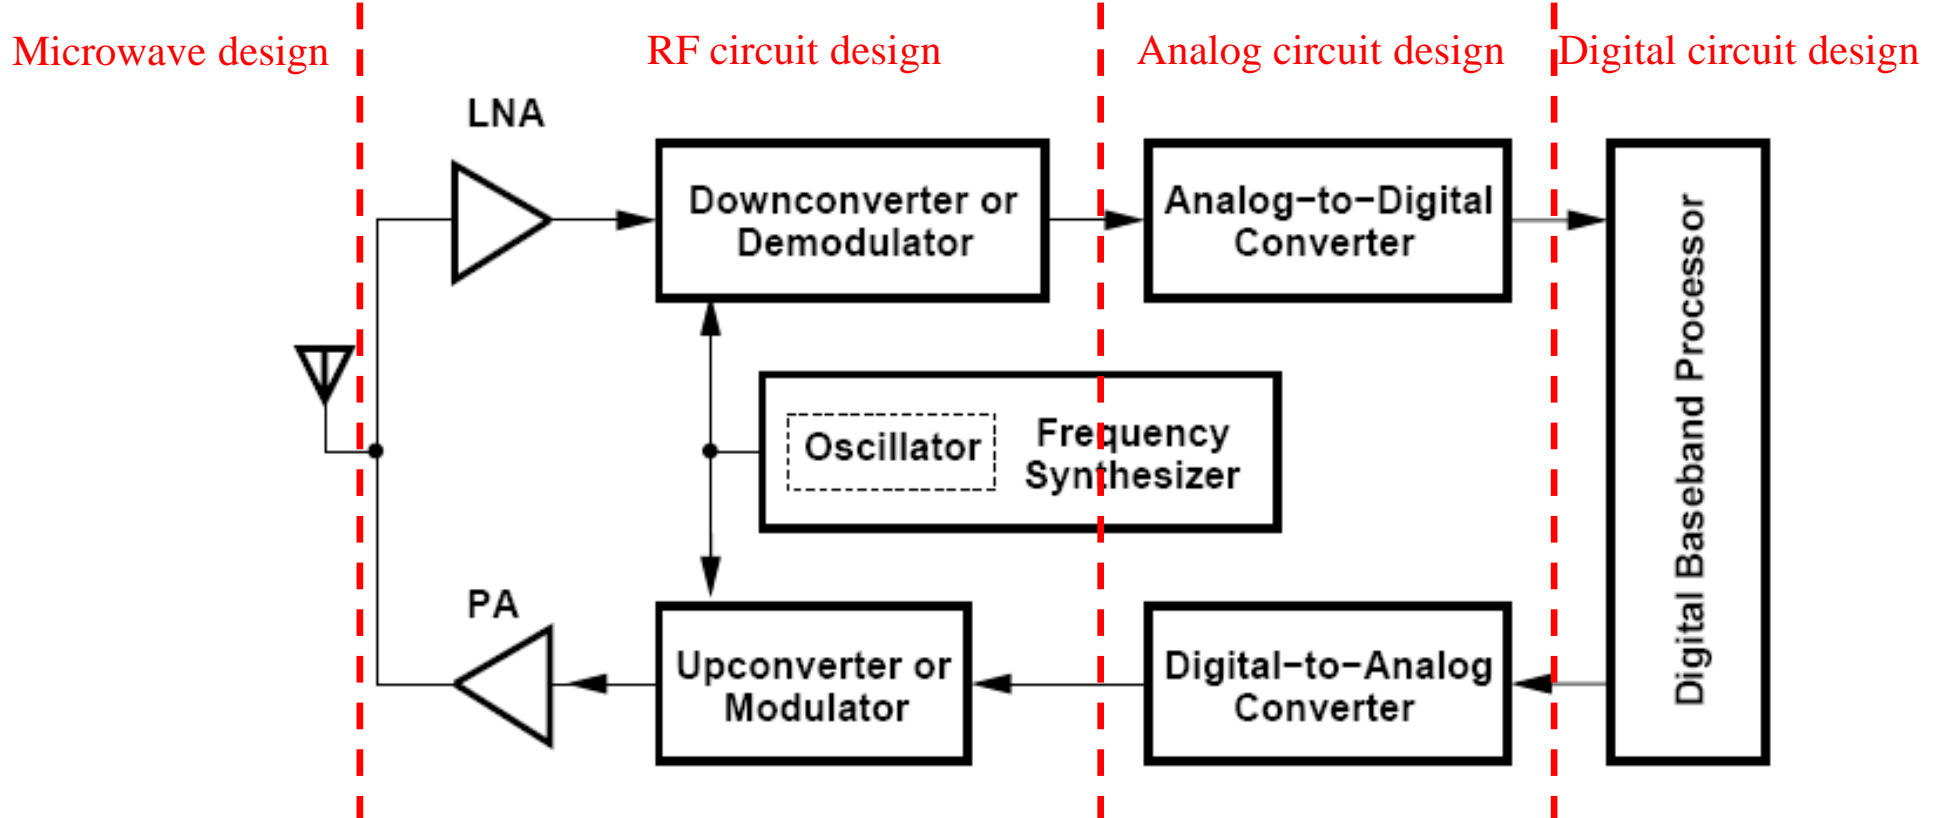 Microwave design
RF circuit design
Analog circuit design
Digital circuit design
LNA
Downconverter or
Demodulator
Analog-to-Digital
Converter
Oscillator
Frequency
Synthesizer
Digital Baseband Processor
PA
Upconverter or
Modulator
Digital-to-Analog
Converter